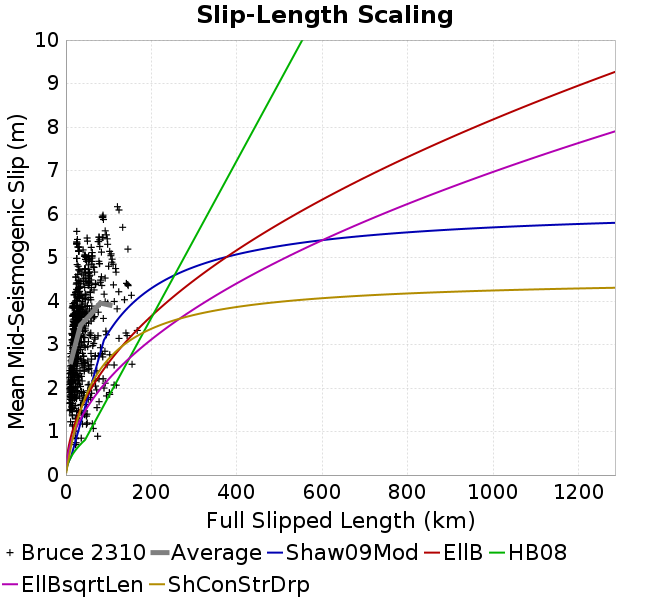 Slip-Length Scaling
Mean Mid-Seismogenic Slip (m)
10
9
8
7
6
5
4
3
2
1
0
0 200 400 600 800 1000 1200
Full Slipped Length (km)
Bruce 2310 Average Shaw09Mod EllB HB08
EllBsqrtLen ShConStrDrp